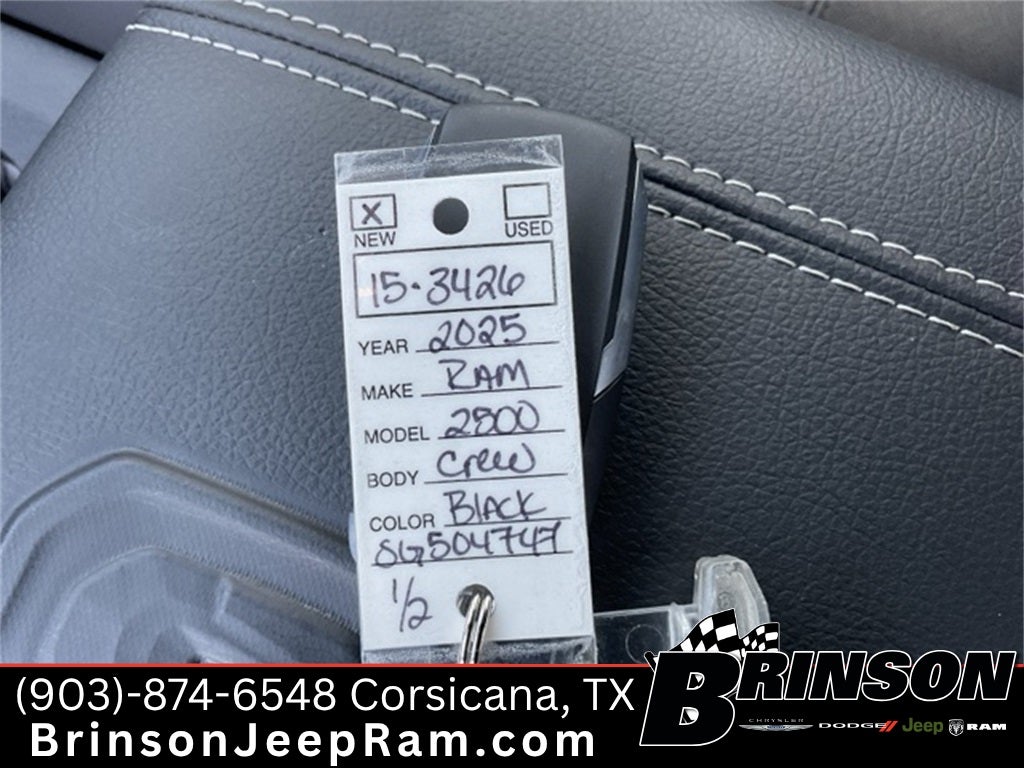 X
NEW USED
15-3426
YEAR 2025
MAKE RAM
MODEL 2500
BODY Crew
COLOR BLACK
SG504747
1/2
(903)-874-6548 Corsicana, TX
BrinsonJeepRam.com
BRINSON
CHRYSLER DODGE Jeep RAM